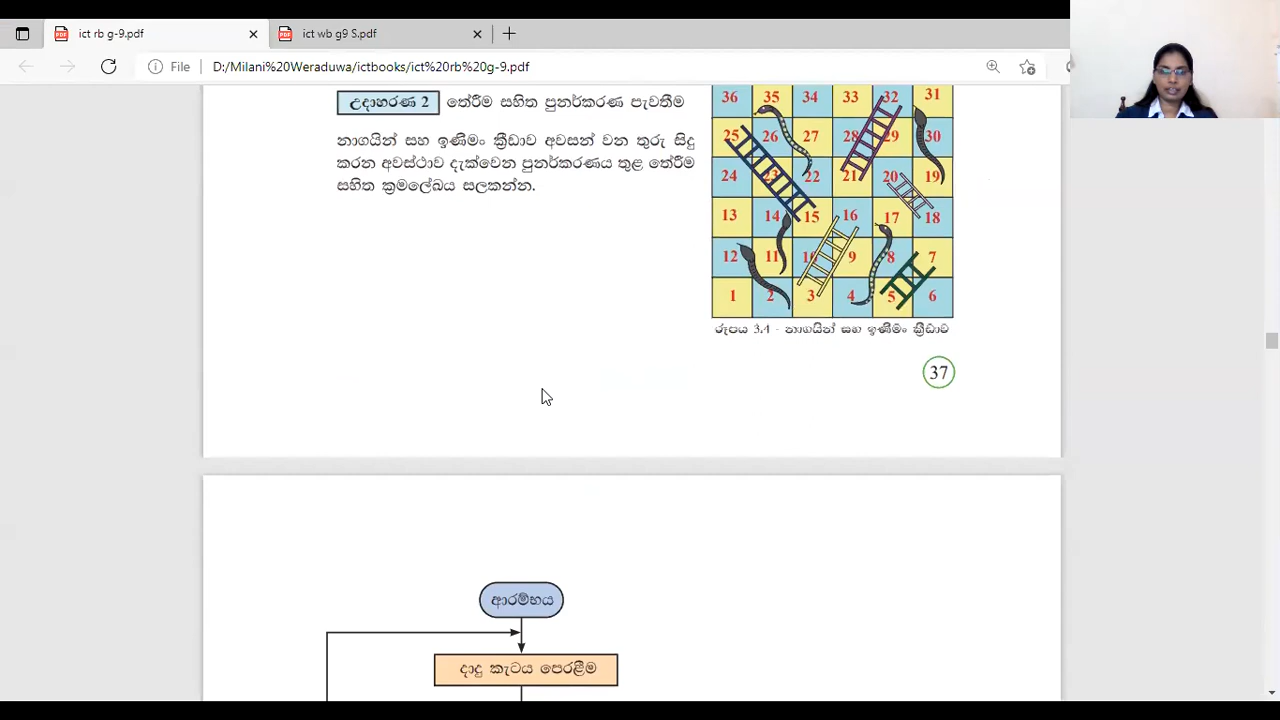 ict rb g-9.pdf
ict wb g9 S.pdf
File
D:/Milani%20Weraduwa/ictbooks/ict%20rb%20g-9.pdf
උදාහරණ 2 තේරීම සහිත පුනර්කරණ පැවතීම
නාගයින් සහ ඉණිමං ක්‍රීඩාව අවසන් වන තුරු සිදු
කරන අවස්ථාව දැක්වෙන පුනර්කරණය තුළ තේරීම
සහිත ක්‍රමලේඛය සලකන්න.
36 35 34 33 32 31
25 26 27 28 29 30
24 23 22 21 20 19
13 14 15 16 17 18
12 11 10 9 8 7
1 2 3 4 5 6
රූපය 3.4 - නාගයින් සහ ඉණිමං ක්‍රීඩාව
37
ආරම්භය
දාදු කැටය පෙරළීම